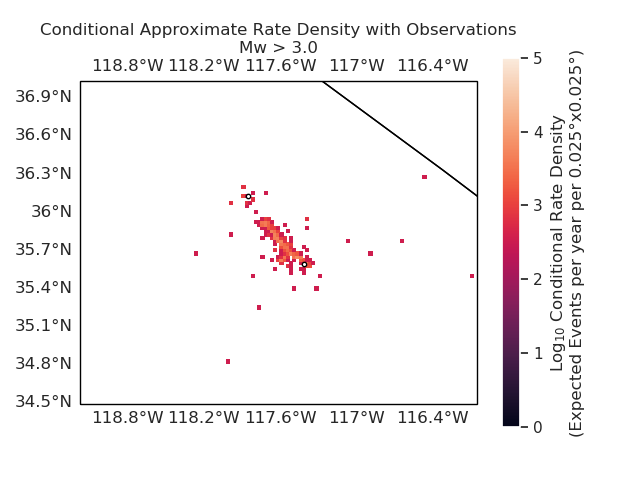 Conditional Approximate Rate Density with Observations
Mw > 3.0
118.8°W 118.2°W 117.6°W 117°W 116.4°W
36.9°N
36.6°N
36.3°N
36°N
35.7°N
35.4°N
35.1°N
34.8°N
34.5°N
118.8°W 118.2°W 117.6°W 117°W 116.4°W
5
4
3
2
1
0
Log₁₀ Conditional Rate Density
(Expected Events per year per 0.025°x0.025°)